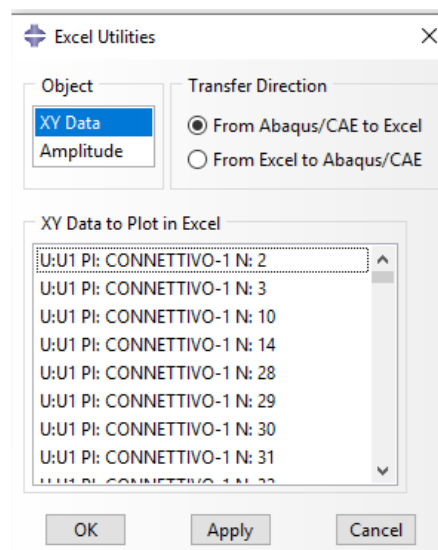 Excel Utilities
Object
XY Data
Amplitude
Transfer Direction
From Abaqus/CAE to Excel
From Excel to Abaqus/CAE
XY Data to Plot in Excel
U:U1 PI: CONNETTIVO-1 N: 2
U:U1 PI: CONNETTIVO-1 N: 3
U:U1 PI: CONNETTIVO-1 N: 10
U:U1 PI: CONNETTIVO-1 N: 14
U:U1 PI: CONNETTIVO-1 N: 28
U:U1 PI: CONNETTIVO-1 N: 29
U:U1 PI: CONNETTIVO-1 N: 30
U:U1 PI: CONNETTIVO-1 N: 31
OK Apply Cancel